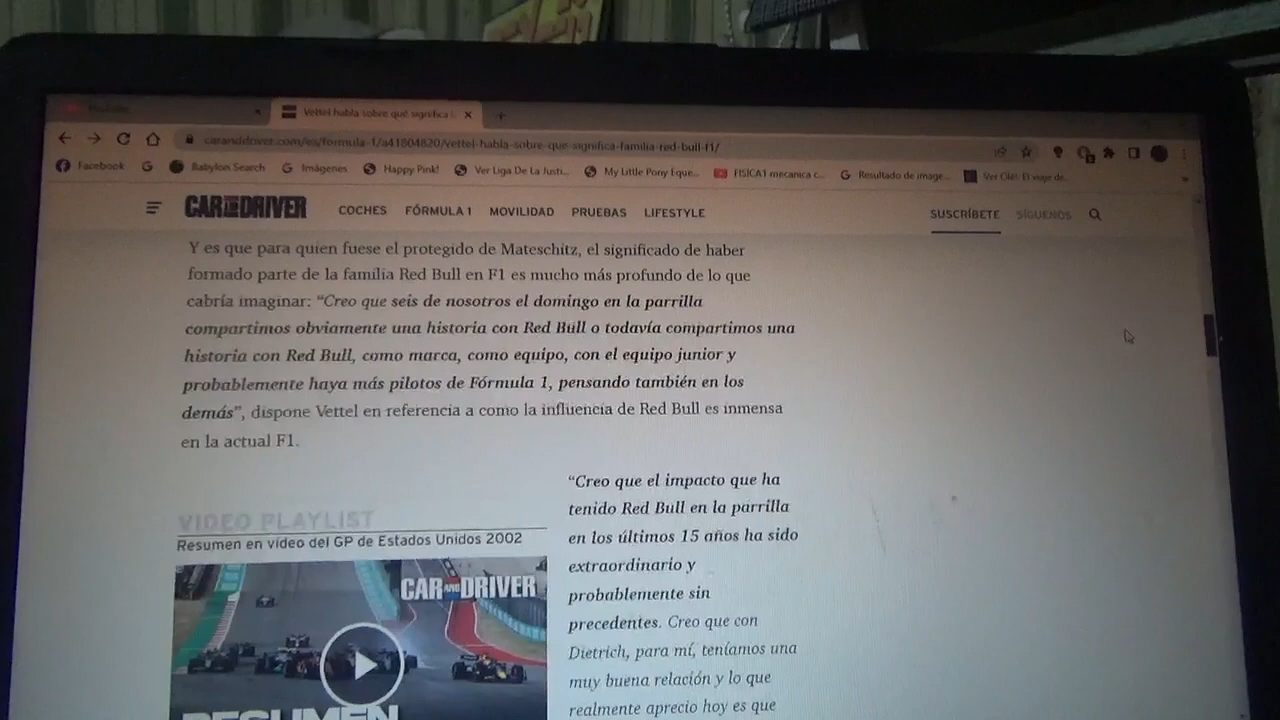 YouTube
Vettel habla sobre qué significa l
caranddriver.com/es/formula-1/a41804820/vettel-habla-sobre-que-significa-familia-red-bull-f1/
Facebook G Babylon Search G Imágenes Happy Pink! Ver Liga De La Justi... My Little Pony Eque... FISICA1 mecanica c... G Resultado de image... Ver Olé! El viaje de...
CAR AND DRIVER COCHES FÓRMULA 1 MOVILIDAD PRUEBAS LIFESTYLE SUSCRÍBETE SÍGUENOS
Y es que para quien fuese el protegido de Mateschitz, el significado de haber
formado parte de la familia Red Bull en F1 es mucho más profundo de lo que
cabría imaginar: “Creo que seis de nosotros el domingo en la parrilla
compartimos obviamente una historia con Red Bull o todavía compartimos una
historia con Red Bull, como marca, como equipo, con el equipo junior y
probablemente haya más pilotos de Fórmula 1, pensando también en los
demás”, dispone Vettel en referencia a como la influencia de Red Bull es inmensa
en la actual F1.
VIDEO PLAYLIST
Resumen en vídeo del GP de Estados Unidos 2002
CAR AND DRIVER
RESUMEN
“Creo que el impacto que ha
tenido Red Bull en la parrilla
en los últimos 15 años ha sido
extraordinario y
probablemente sin
precedentes. Creo que con
Dietrich, para mí, teníamos una
muy buena relación y lo que
realmente aprecio hoy es que